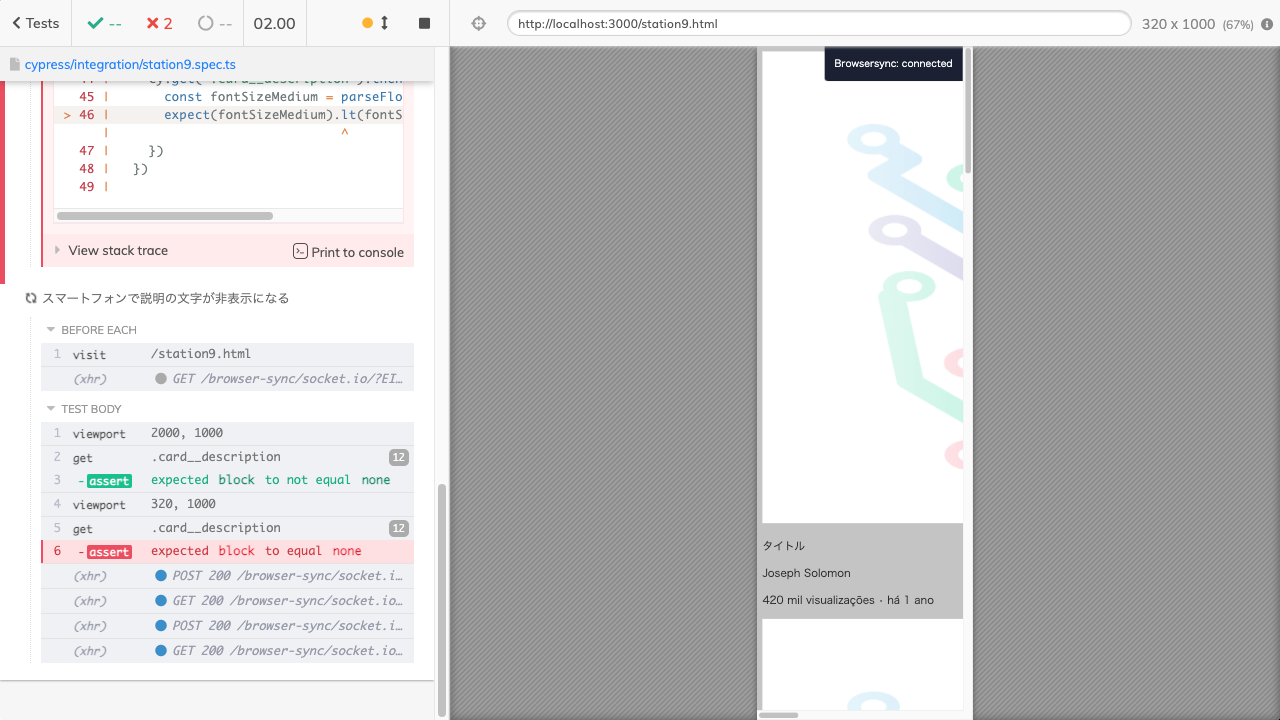 Tests
--
2
--
02.00
http://localhost:3000/station9.html
320 x 1000 (67%)
cypress/integration/station9.spec.ts
45 | const fontSizeMedium = parseFlo
> 46 | expect(fontSizeMedium).lt(fontS
| ^
47 | })
48 | })
49 |
View stack trace
Print to console
スマートフォンで説明の文字が非表示になる
BEFORE EACH
1 visit /station9.html
(xhr) GET /browser-sync/socket.io/?EI…
TEST BODY
1 viewport 2000, 1000
2 get .card__description 12
3 -assert expected block to not equal none
4 viewport 320, 1000
5 get .card__description 12
6 -assert expected block to equal none
(xhr) POST 200 /browser-sync/socket.i…
(xhr) GET 200 /browser-sync/socket.io…
(xhr) POST 200 /browser-sync/socket.i…
(xhr) GET 200 /browser-sync/socket.io…
Browsersync: connected
タイトル
Joseph Solomon
420 mil visualizações · há 1 ano